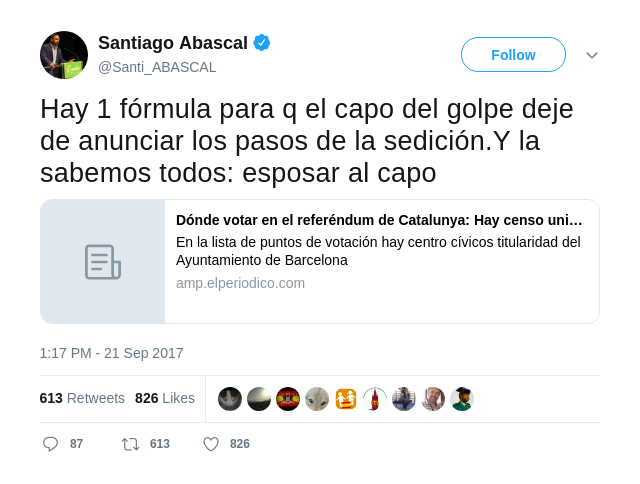 Santiago Abascal
@Santi_ABASCAL
Follow
Hay 1 fórmula para q el capo del golpe deje
de anunciar los pasos de la sedición.Y la
sabemos todos: esposar al capo
Dónde votar en el referéndum de Catalunya: Hay censo uni…
En la lista de puntos de votación hay centro cívicos titularidad del
Ayuntamiento de Barcelona
amp.elperiodico.com
1:17 PM - 21 Sep 2017
613 Retweets 826 Likes
87 613 826